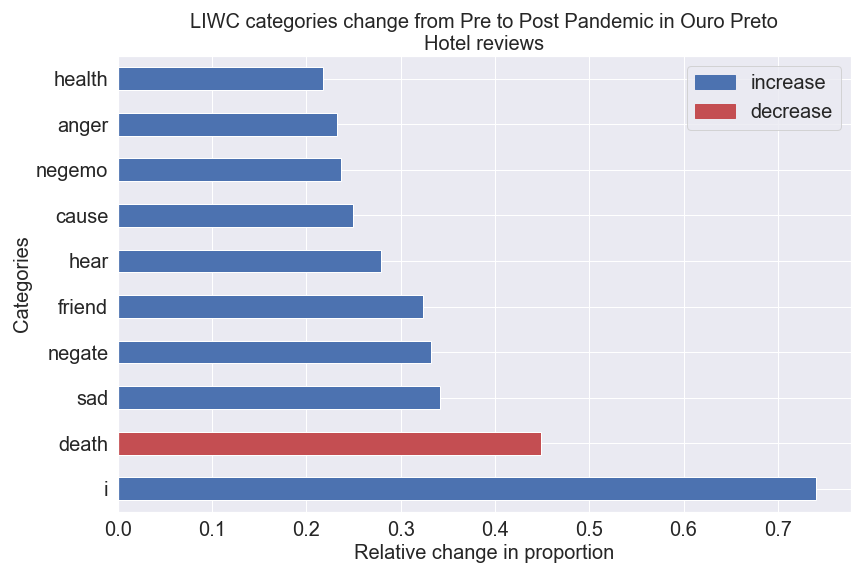 LIWC categories change from Pre to Post Pandemic in Ouro Preto
Hotel reviews
increase
decrease
Categories
health
anger
negemo
cause
hear
friend
negate
sad
death
i
0.0 0.1 0.2 0.3 0.4 0.5 0.6 0.7
Relative change in proportion